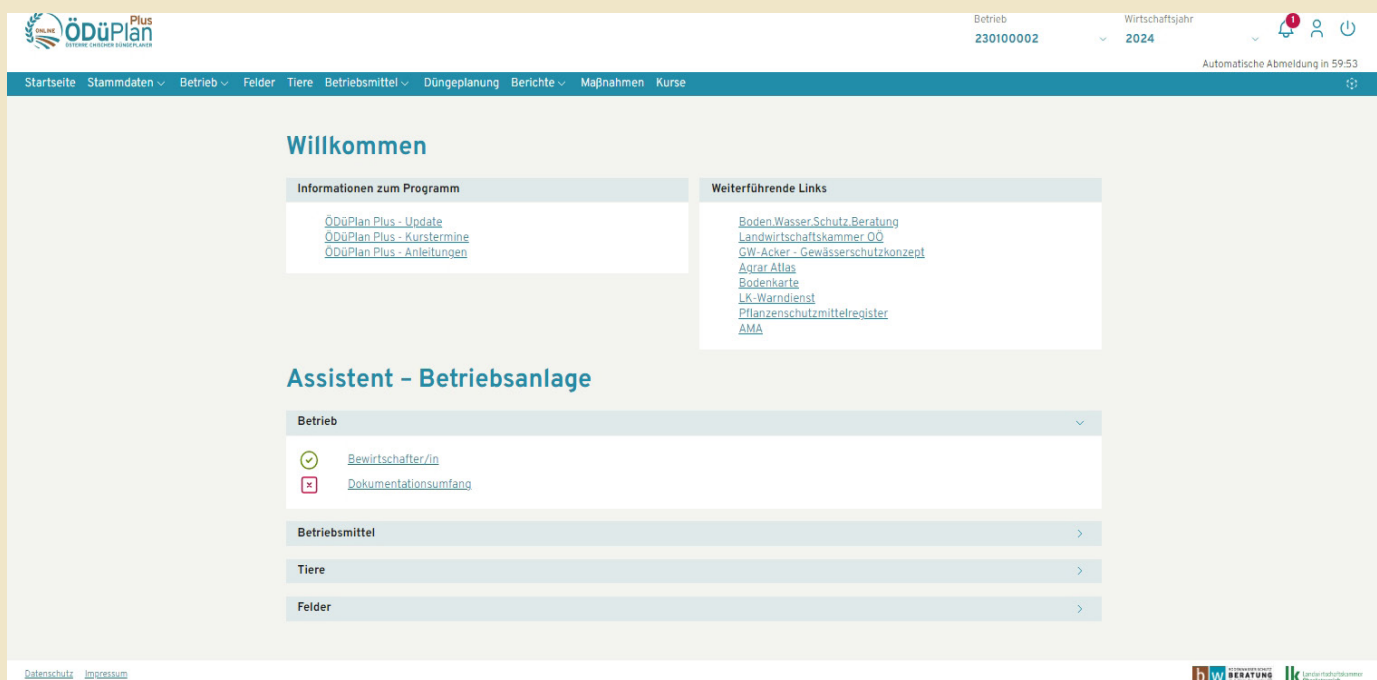 ONLINE ÖDüPlan Plus
ÖSTERREICHISCHER DÜNGEPLANER
Betrieb
230100002
Wirtschaftsjahr
2024
1
Automatische Abmeldung in 59:53
Startseite Stammdaten Betrieb Felder Tiere Betriebsmittel Düngeplanung Berichte Maßnahmen Kurse
Willkommen
Informationen zum Programm
ÖDüPlan Plus - Update
ÖDüPlan Plus - Kurstermine
ÖDüPlan Plus - Anleitungen
Weiterführende Links
Boden.Wasser.Schutz.Beratung
Landwirtschaftskammer OÖ
GW-Acker - Gewässerschutzkonzept
Agrar Atlas
Bodenkarte
LK-Warndienst
Pflanzenschutzmittelregister
AMA
Assistent – Betriebsanlage
Betrieb
Bewirtschafter/in
Dokumentationsumfang
Betriebsmittel
Tiere
Felder
Datenschutz Impressum
bw
BERATUNG
lk Landwirtschaftskammer